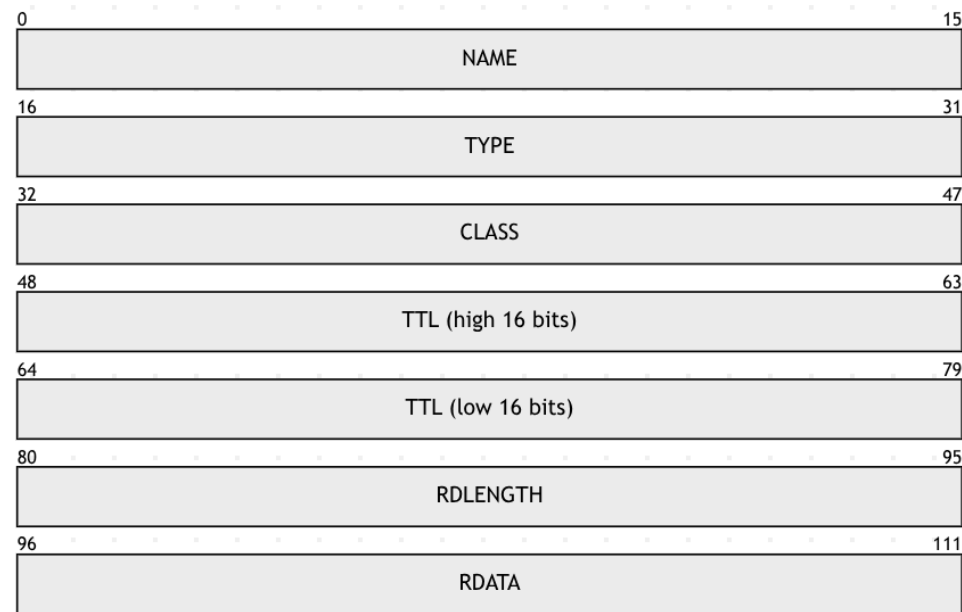 0 15
NAME
16 31
TYPE
32 47
CLASS
48 63
TTL (high 16 bits)
64 79
TTL (low 16 bits)
80 95
RDLENGTH
96 111
RDATA